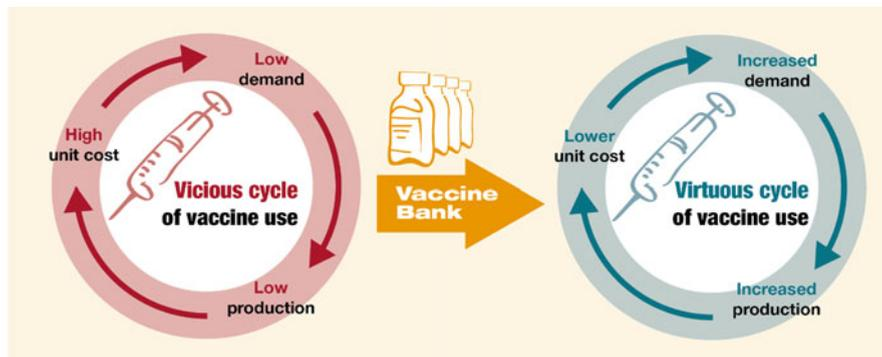 Low
demand
High
unit cost
Vicious cycle
of vaccine use
Low
production
Vaccine
Bank
Increased
demand
Lower
unit cost
Virtuous cycle
of vaccine use
Increased
production